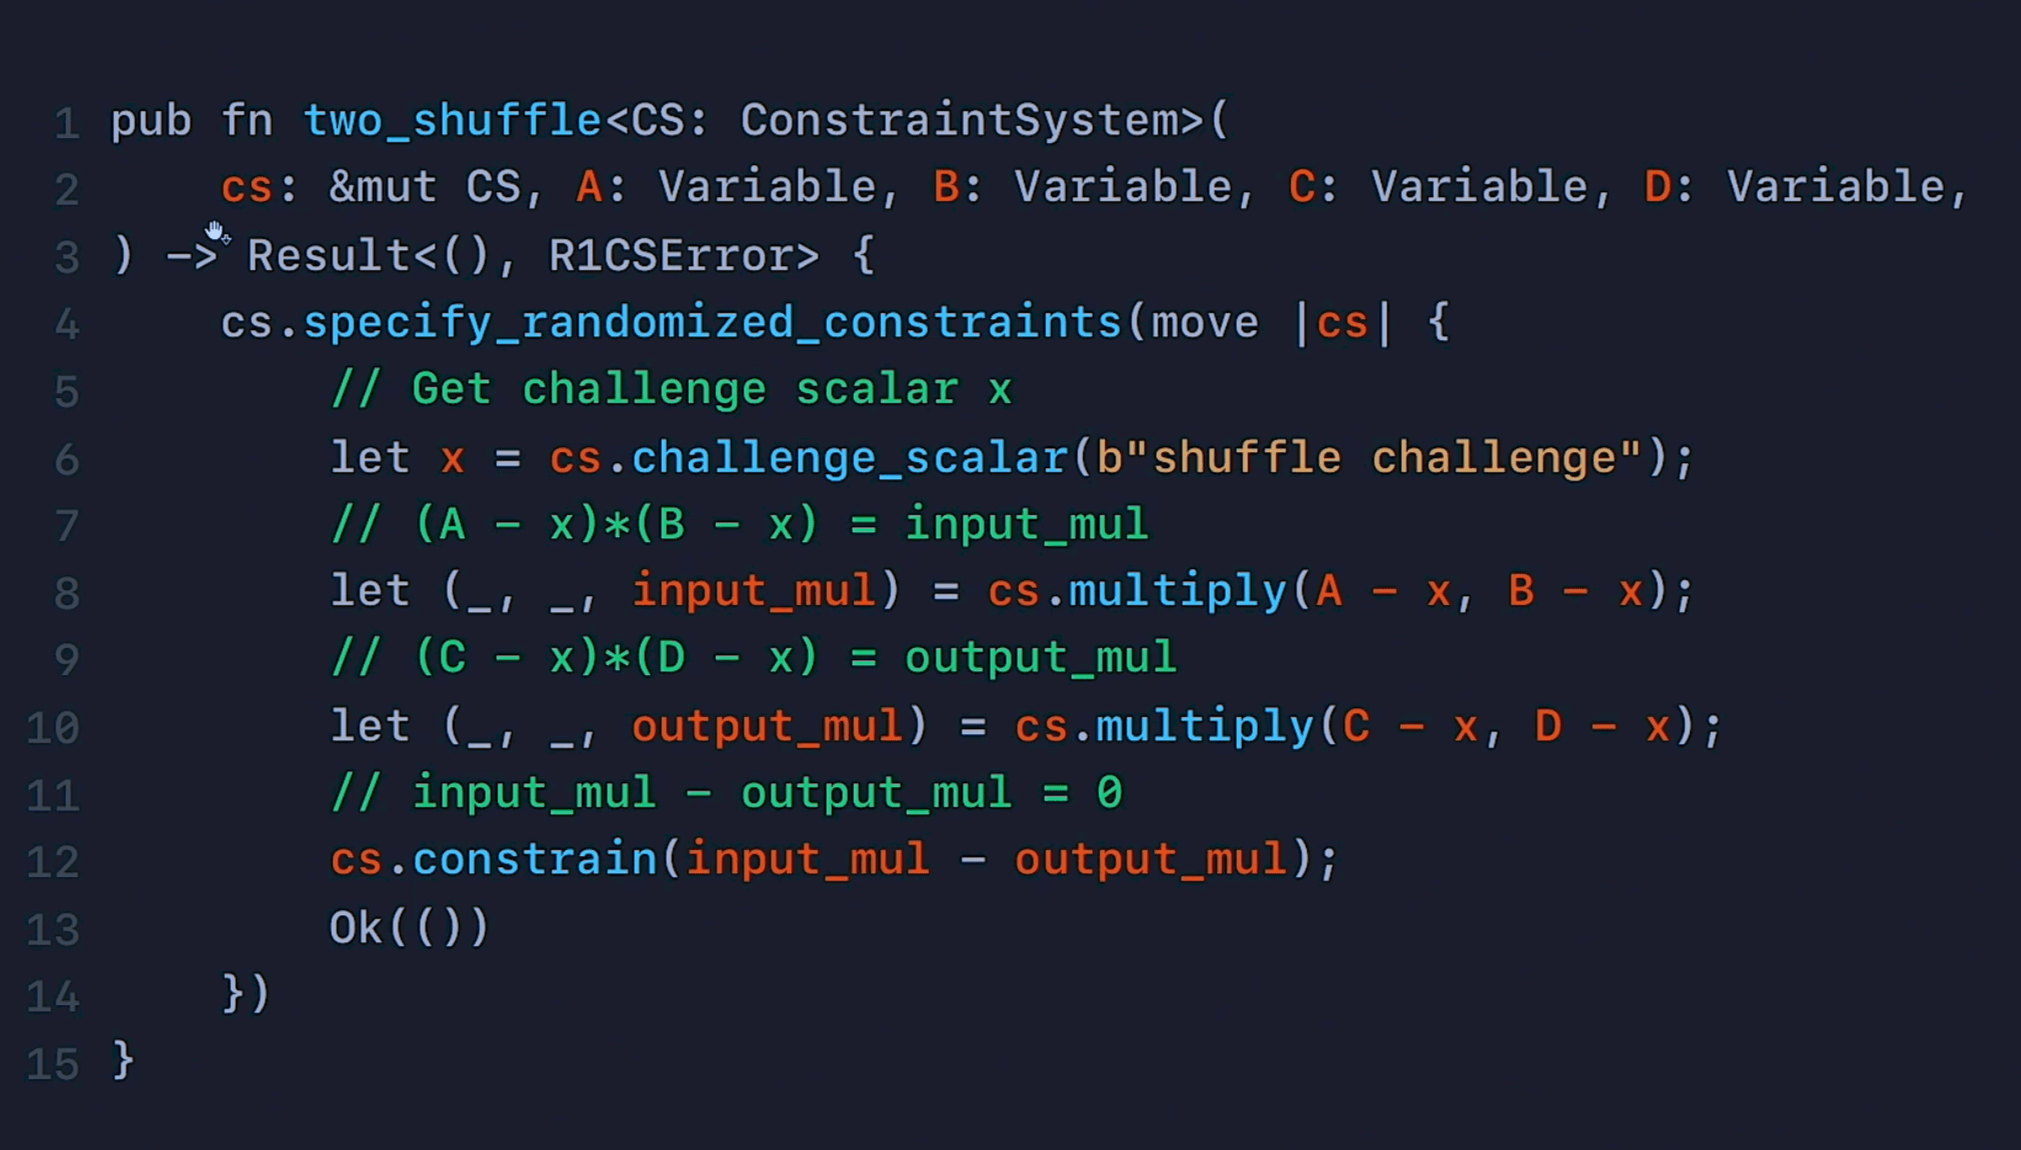 1 pub fn two_shuffle<CS: ConstraintSystem>(
2     cs: &mut CS, A: Variable, B: Variable, C: Variable, D: Variable,
3 ) -> Result<(), R1CSError> {
4     cs.specify_randomized_constraints(move |cs| {
5         // Get challenge scalar x
6         let x = cs.challenge_scalar(b"shuffle challenge");
7         // (A - x)*(B - x) = input_mul
8         let (_, _, input_mul) = cs.multiply(A - x, B - x);
9         // (C - x)*(D - x) = output_mul
10         let (_, _, output_mul) = cs.multiply(C - x, D - x);
11         // input_mul - output_mul = 0
12         cs.constrain(input_mul - output_mul);
13         Ok(())
14     })
15 }